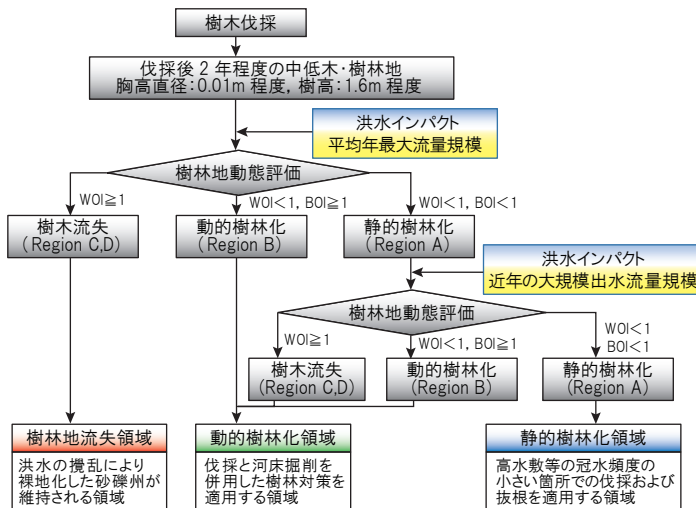 樹木伐採
伐採後２年程度の中低木・樹林地
胸高直径：0.01m 程度，樹高：1.6m 程度
洪水インパクト
平均年最大流量規模
樹林地動態評価
WOI≧1
WOI<1, BOI≧1
WOI<1, BOI<1
樹木流失
(Region C,D)
動的樹林化
(Region B)
静的樹林化
(Region A)
洪水インパクト
近年の大規模出水流量規模
樹林地動態評価
WOI≧1
WOI<1, BOI≧1
WOI<1
BOI<1
樹木流失
(Region C,D)
動的樹林化
(Region B)
静的樹林化
(Region A)
樹林地流失領域
洪水の攪乱により
裸地化した砂礫州が
維持される領域
動的樹林化領域
伐採と河床掘削を
併用した樹林対策を
適用する領域
静的樹林化領域
高水敷等の冠水頻度の
小さい箇所での伐採および
抜根を適用する領域